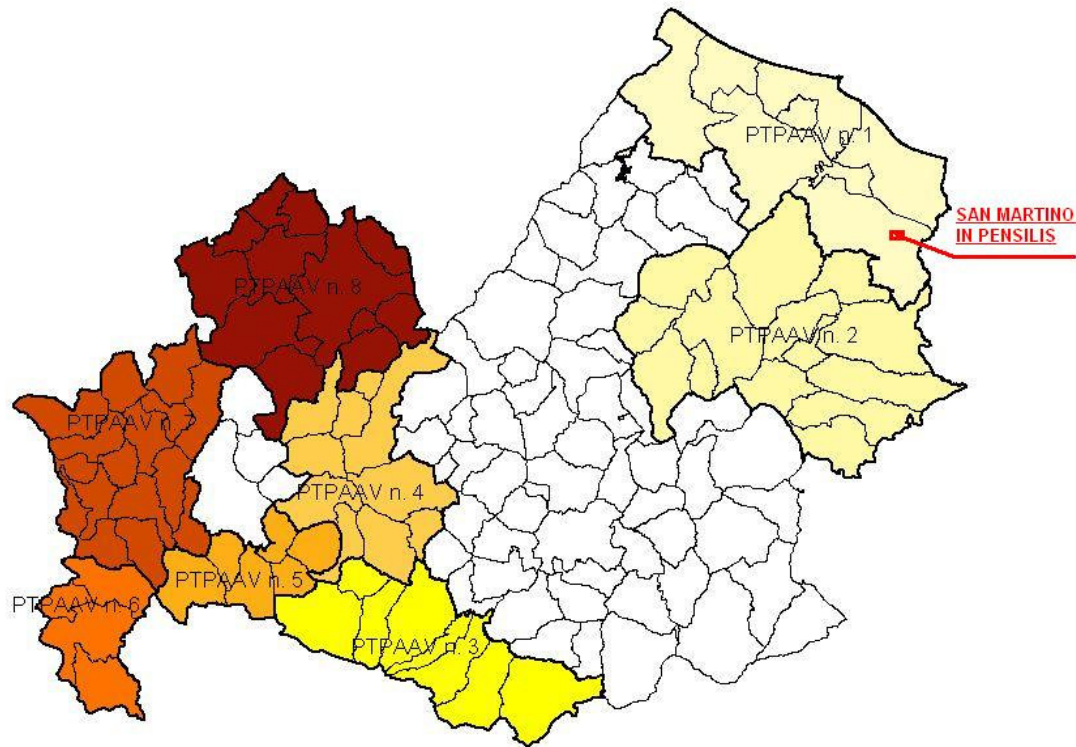 PTPAAV n. 1
SAN MARTINO
IN PENSILIS
PTPAAV n. 8
PTPAAV n. 2
PTPAAV n. 7
PTPAAV n. 4
PTPAAV n. 5
PTPAAV n. 6
PTPAAV n. 3